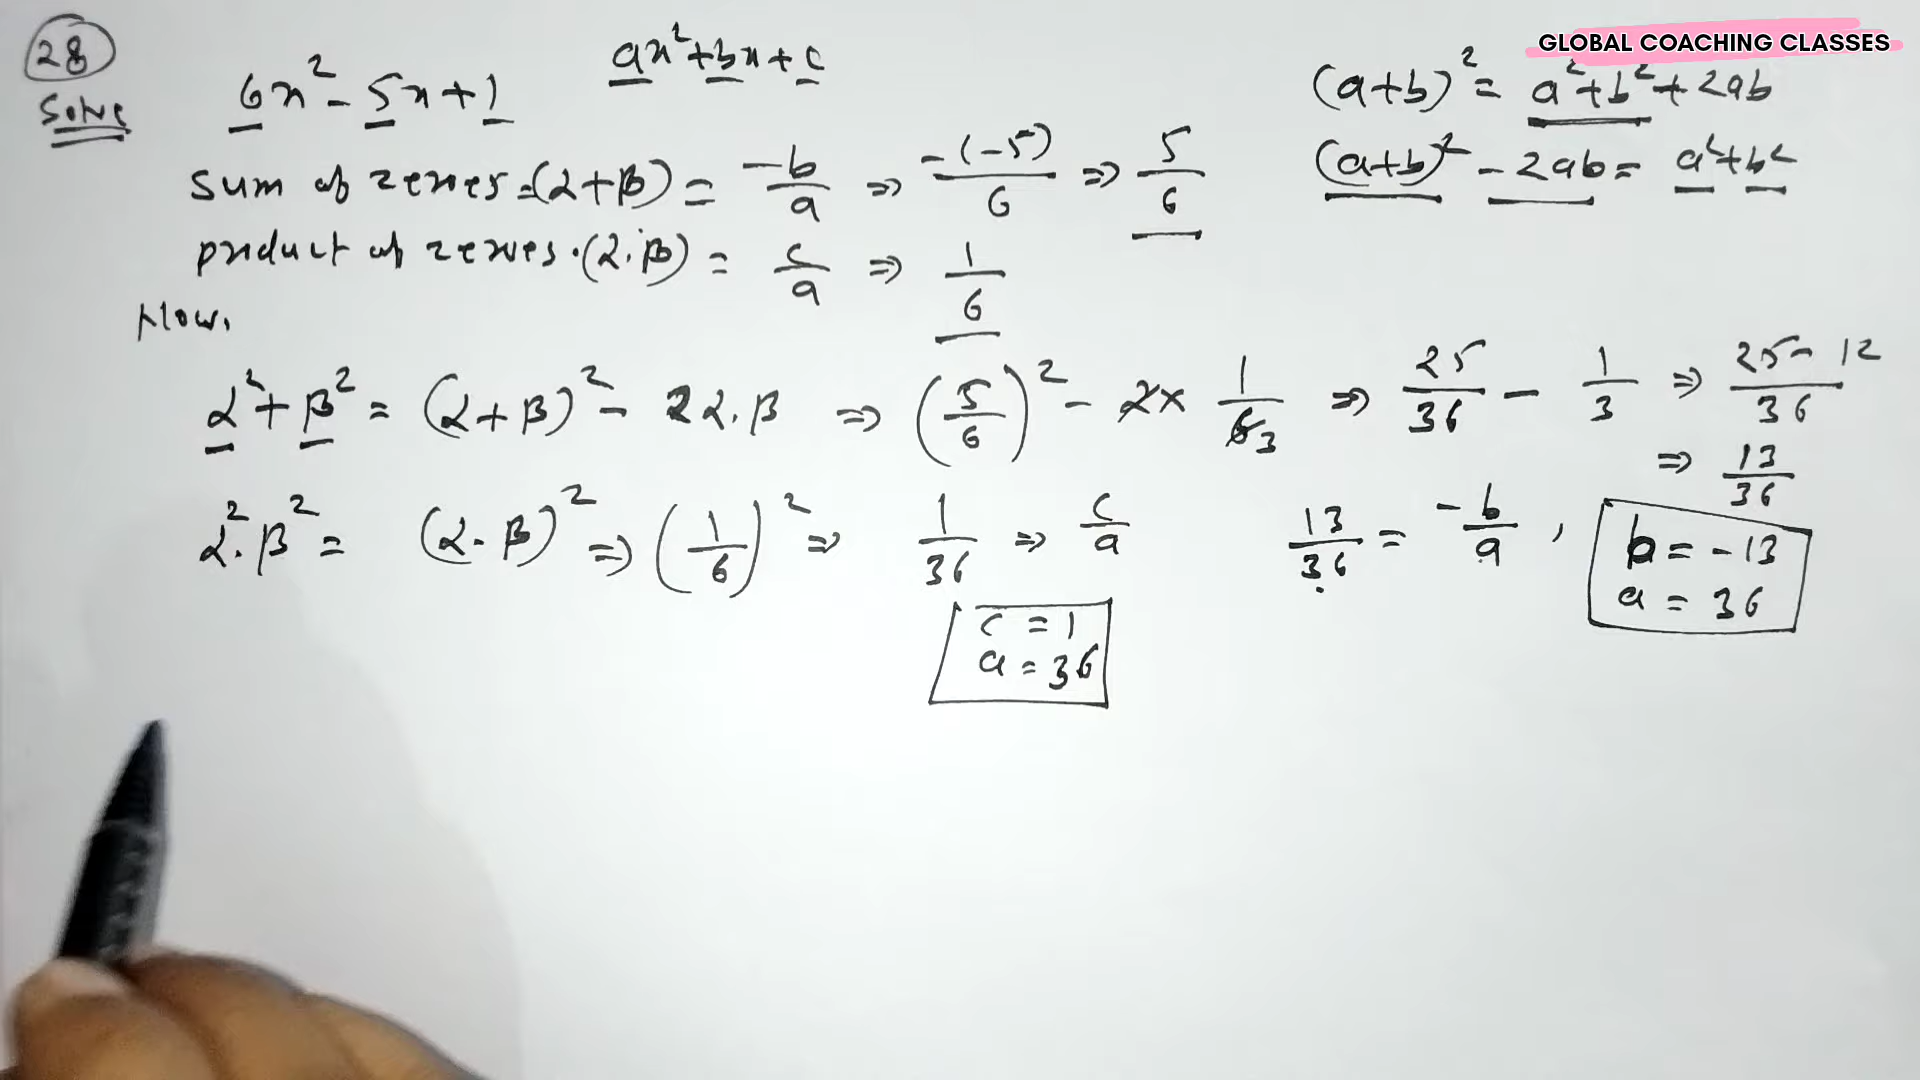 GLOBAL COACHING CLASSES
28
Solve
6x² - 5x + 1
ax² + bx + c
(a+b)² = a² + b² + 2ab
(a+b)² - 2ab = a² + b²
sum of zeroes = (α+β) = -b/a ⇒ -(-5)/6 ⇒ 5/6
product of zeroes · (α.β) = c/a ⇒ 1/6
Now,
α² + β² = (α+β)² - 2α.β ⇒ (5/6)² - 2 × 1/6 3 ⇒ 25/36 - 1/3 ⇒ 25-12/36
⇒ 13/36
α².β² = (α.β)² ⇒ (1/6)² ⇒ 1/36 ⇒ c/a
13/36 = -b/a , b = -13
a = 36
c = 1
a = 36